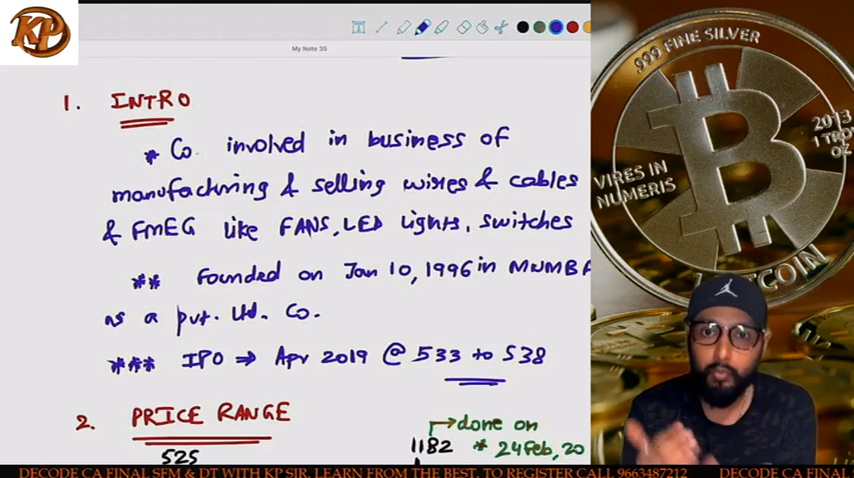 KP
My Note 35
1. INTRO
* Co. involved in business of
manufacturing & selling wires & cables
& FMEG like FANS, LED lights, switches
** Founded on Jan 10, 1996 in MUMBA
as a pvt. Ltd. Co.
*** IPO ⇒ Apr 2019 @ 533 to 538
2. PRICE RANGE
525
1182
done on
* 24 Feb, 20
.999 FINE SILVER
2013
1 TROY
OZ
VIRES IN
NUMERIS
B
TCOIN
DECODE CA FINAL SFM & DT WITH KP SIR. LEARN FROM THE BEST. TO REGISTER CALL 9663487212 DECODE CA FINAL S